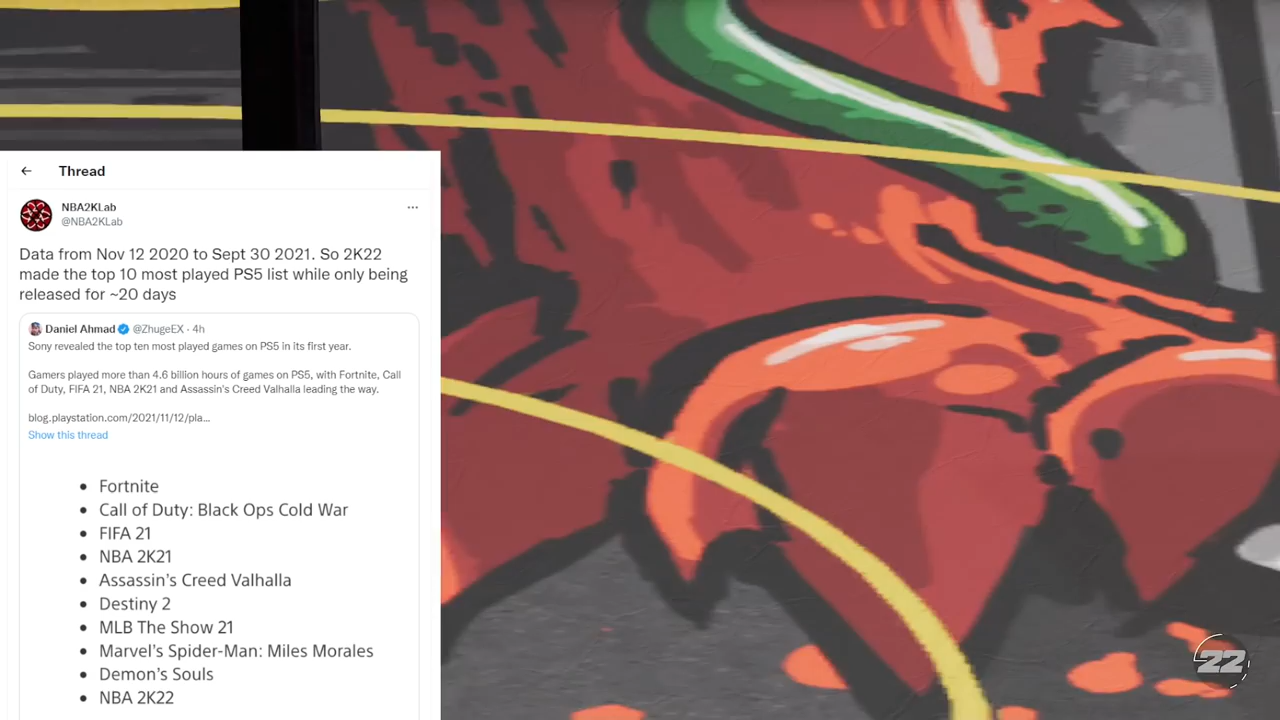 Thread
NBA2KLab
@NBA2KLab
Data from Nov 12 2020 to Sept 30 2021. So 2K22
made the top 10 most played PS5 list while only being
released for ~20 days
Daniel Ahmad @ZhugeEX · 4h
Sony revealed the top ten most played games on PS5 in its first year.
Gamers played more than 4.6 billion hours of games on PS5, with Fortnite, Call
of Duty, FIFA 21, NBA 2K21 and Assassin's Creed Valhalla leading the way.
blog.playstation.com/2021/11/12/pla...
Show this thread
• Fortnite
• Call of Duty: Black Ops Cold War
• FIFA 21
• NBA 2K21
• Assassin's Creed Valhalla
• Destiny 2
• MLB The Show 21
• Marvel's Spider-Man: Miles Morales
• Demon's Souls
• NBA 2K22
22